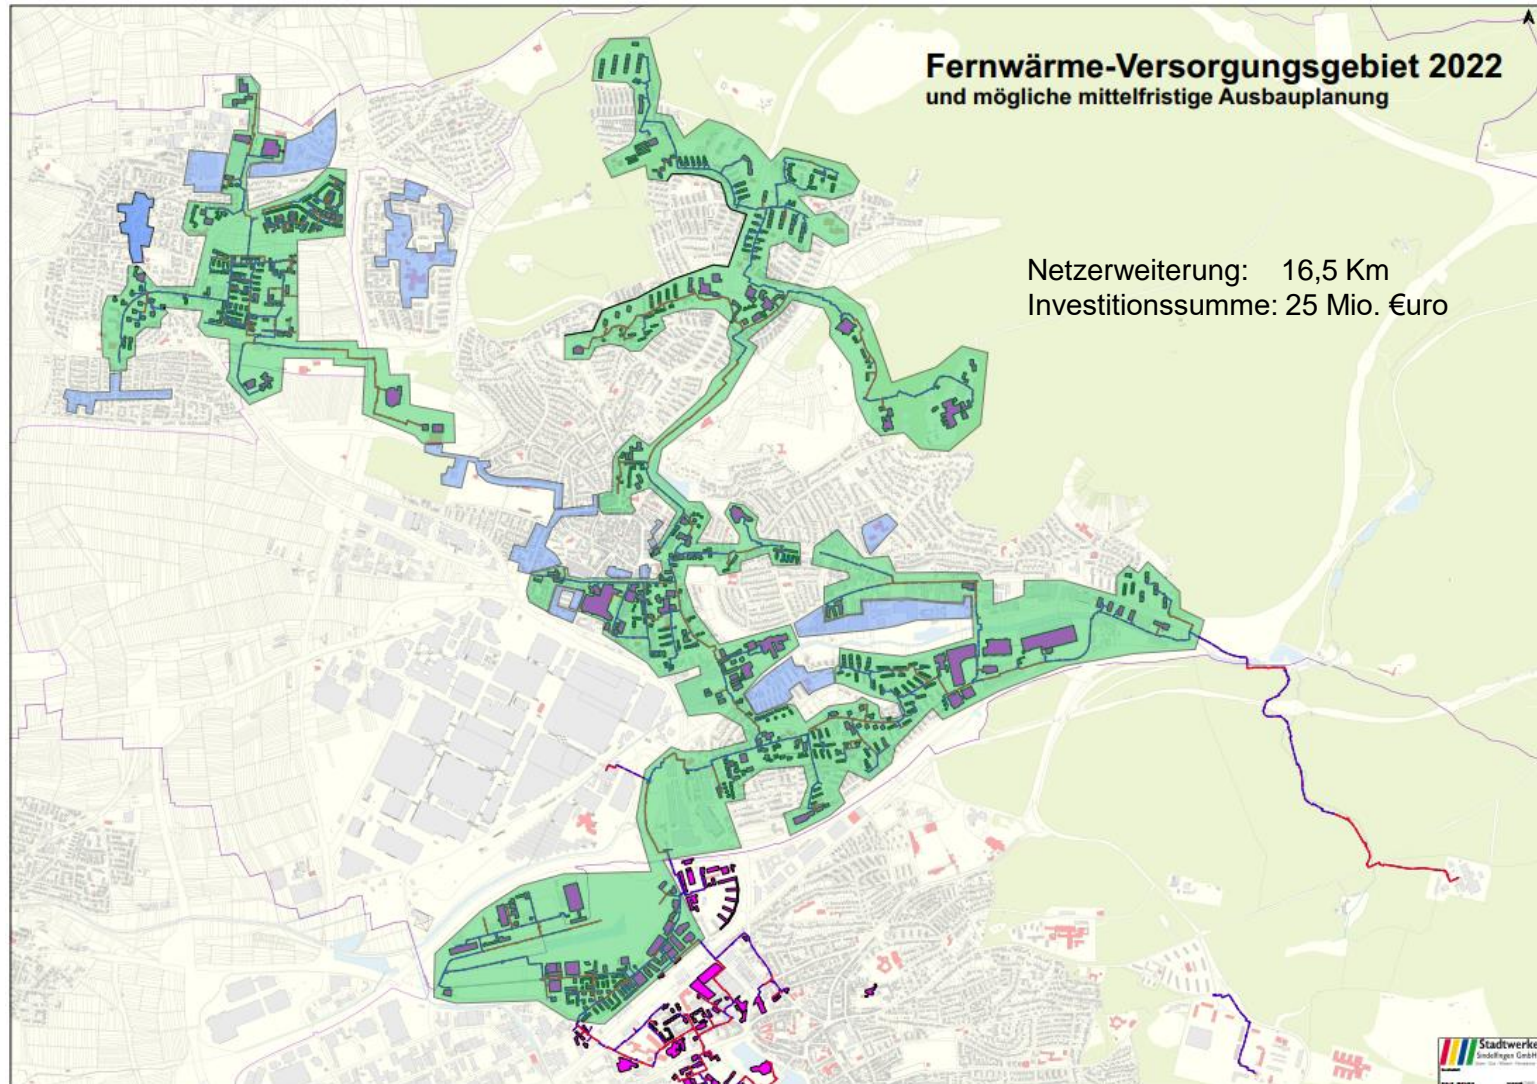 Fernwärme-Versorgungsgebiet 2022
und mögliche mittelfristige Ausbauplanung
Netzerweiterung: 16,5 Km
Investitionssumme: 25 Mio. €uro
Stadtwerke
Sindelfingen GmbH